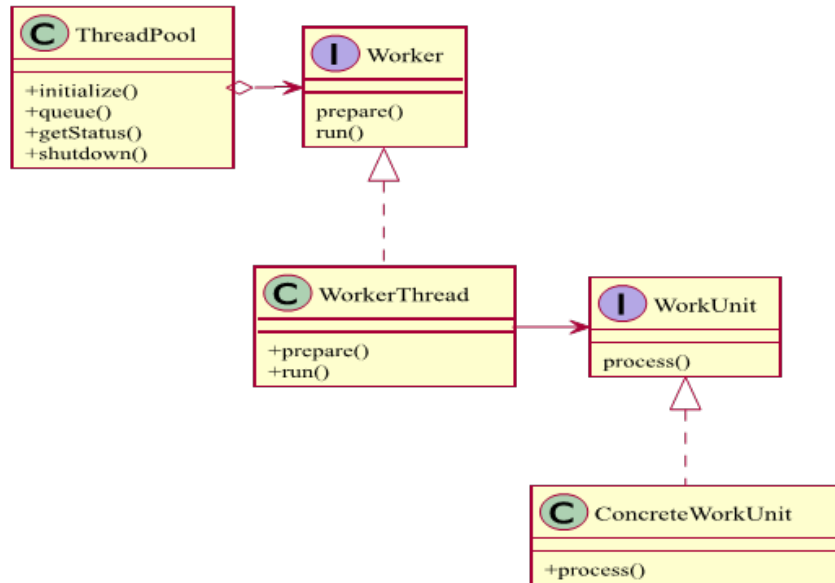 C ThreadPool
+initialize()
+queue()
+getStatus()
+shutdown()
I Worker
prepare()
run()
C WorkerThread
+prepare()
+run()
I WorkUnit
process()
C ConcreteWorkUnit
+process()